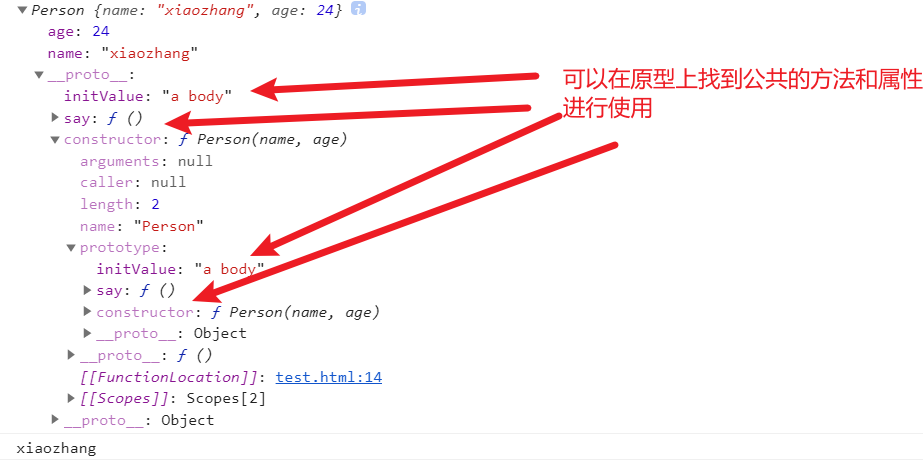 Person {name: "xiaozhang", age: 24} i
age: 24
name: "xiaozhang"
__proto__:
initValue: "a body"
say: ƒ ()
constructor: ƒ Person(name, age)
arguments: null
caller: null
length: 2
name: "Person"
prototype:
initValue: "a body"
say: ƒ ()
constructor: ƒ Person(name, age)
__proto__: Object
__proto__: ƒ ()
[[FunctionLocation]]: test.html:14
[[Scopes]]: Scopes[2]
__proto__: Object
xiaozhang
可以在原型上找到公共的方法和属性
进行使用